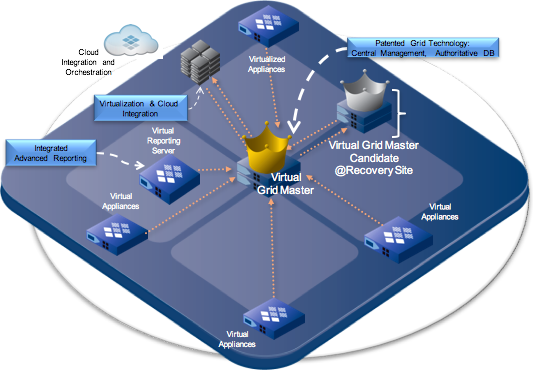 Cloud
Integration and
Orchestration
Virtualized
Appliances
Patented Grid Technology:
Central Management, Authoritative DB
Virtualization & Cloud
Integration
Integrated
Advanced Reporting
Virtual
Reporting
Server
Virtual Grid Master
Candidate
@Recovery Site
Virtual
Grid Master
Virtual
Appliances
Virtual
Appliances
Virtual
Appliances